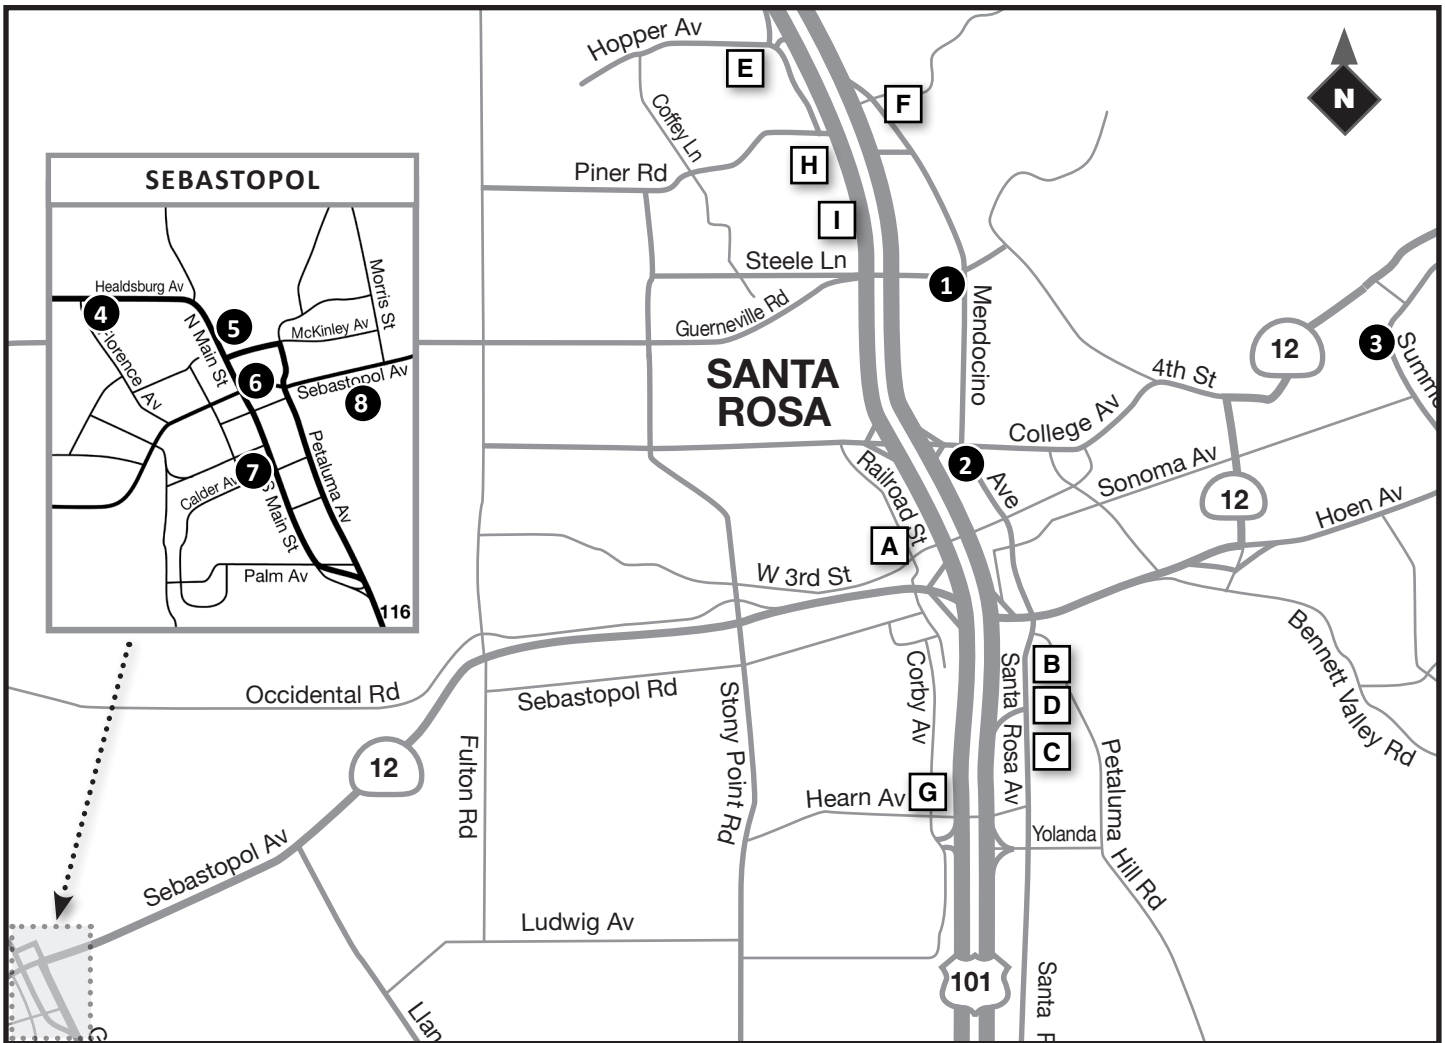 Hopper Av
E
F
N
Coffey Ln
H
Piner Rd
I
SEBASTOPOL
Steele Ln
1
Mendocino
Ave
Guerneville Rd
Healdsburg Av
4
5
Morris St
N Main St
McKinley Av
Florence
Av
6
Sebastopol Av
8
7
Calder Av
S Main St
Petaluma Av
Palm Av
116
SANTA
ROSA
12
3
4th St
College Av
2
Railroad St
Sonoma Av
12
Hoen Av
A
W 3rd St
Bennett Valley Rd
B
D
C
Santa Rosa Av
Corby Av
Occidental Rd
Sebastopol Rd
Stony Point Rd
Fulton Rd
12
Hearn Av
G
Petaluma Hill Rd
Yolanda
Sebastopol Av
Ludwig Av
101
Santa